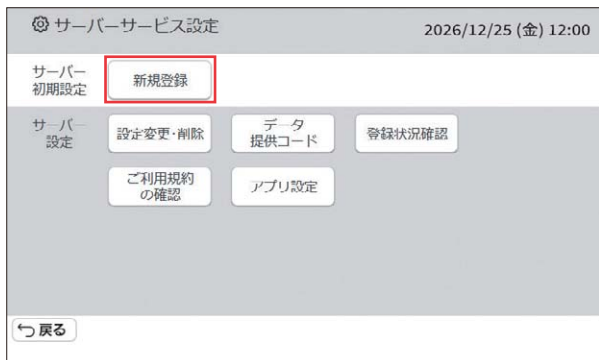 サーバーサービス設定
2026/12/25 (金) 12:00
サーバー
初期設定
新規登録
サーバー
設定
設定変更・削除
データ
提供コード
登録状況確認
ご利用規約
の確認
アプリ設定
戻る